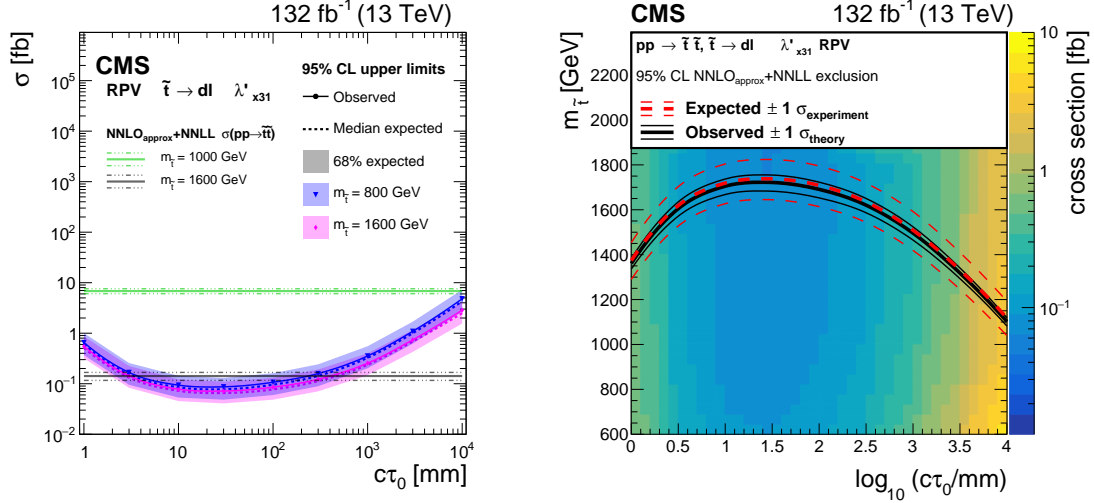 132 fb⁻¹ (13 TeV)
CMS
RPV t̃ → dl λ'ₓ₃₁
NNLOapprox+NNLL σ(pp→t̃t̃)
m_t̃ = 1000 GeV
m_t̃ = 1600 GeV
95% CL upper limits
Observed
Median expected
68% expected
m_t̃ = 800 GeV
m_t̃ = 1600 GeV
σ [fb]
10⁵
10⁴
10³
10²
10
1
10⁻¹
10⁻²
1 10 10² 10³ 10⁴
cτ₀ [mm]
CMS 132 fb⁻¹ (13 TeV)
pp → t̃ t̃, t̃ → dl λ'ₓ₃₁ RPV
95% CL NNLOapprox+NNLL exclusion
Expected ± 1 σexperiment
Observed ± 1 σtheory
m_t̃ [GeV]
2200
2000
1800
1600
1400
1200
1000
800
600
0 0.5 1 1.5 2 2.5 3 3.5 4
log₁₀ (cτ₀/mm)
10
1
10⁻¹
cross section [fb]